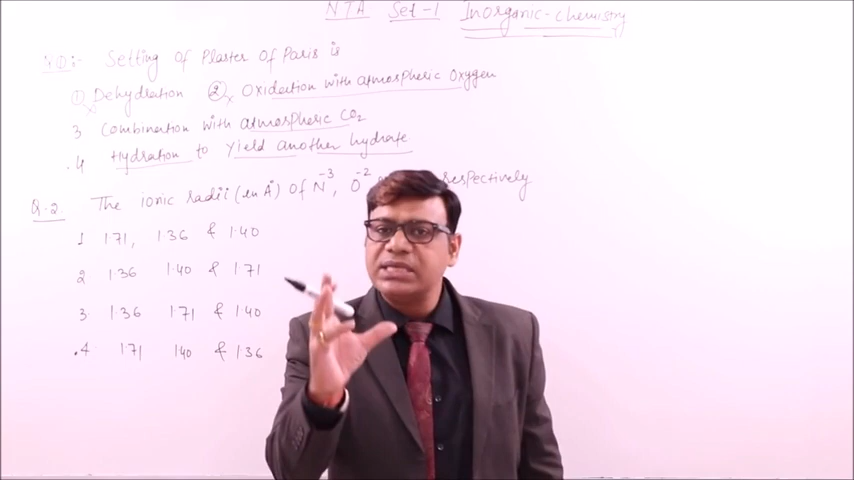 NTA Set-1 Inorganic-chemistry
Setting of Plaster of Paris is
① Dehydration ② Oxidation with atmospheric Oxygen
3 Combination with atmospheric CO₂
.4 Hydration to yield another hydrate
Q.2. The ionic radii (in A°) of N⁻³, O⁻² respectively
1 1.71, 1.36 & 1.40
2 1.36 1.40 & 1.71
3. 1.36 1.71 & 1.40
.4 1.71 1.40 & 1.36